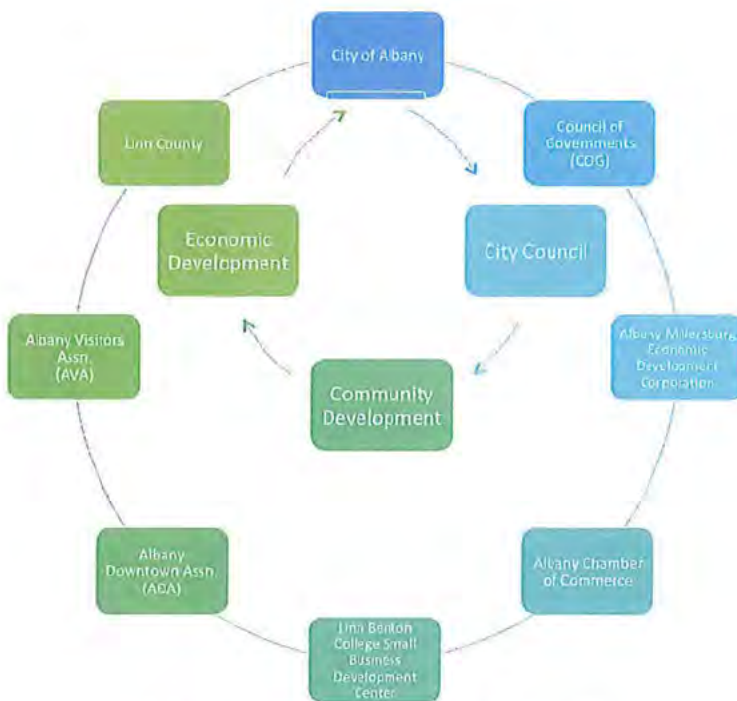 City of Albany
Linn County
Council of
Governments
(COG)
Economic
Development
City Council
Albany Visitors
Assn.
(AVA)
Albany Millersburg
Economic
Development
Corporation
Community
Development
Albany
Downtown Assn.
(ADA)
Albany Chamber
of Commerce
Linn Benton
College Small
Business
Development
Center